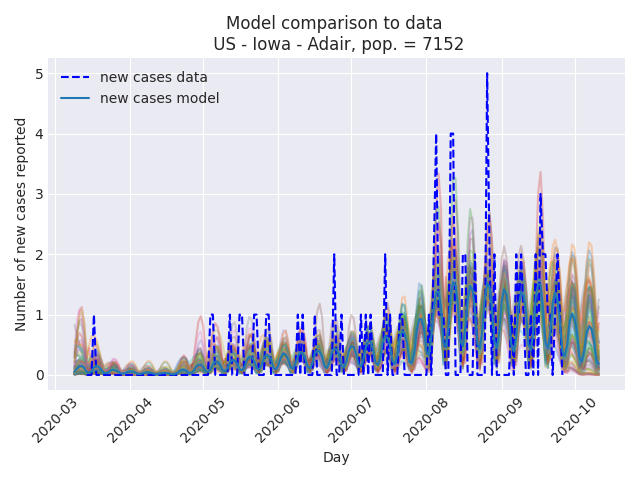 Model comparison to data
US - Iowa - Adair, pop. = 7152
new cases data
new cases model
Number of new cases reported
5
4
3
2
1
0
2020-03
2020-04
2020-05
2020-06
2020-07
2020-08
2020-09
2020-10
Day